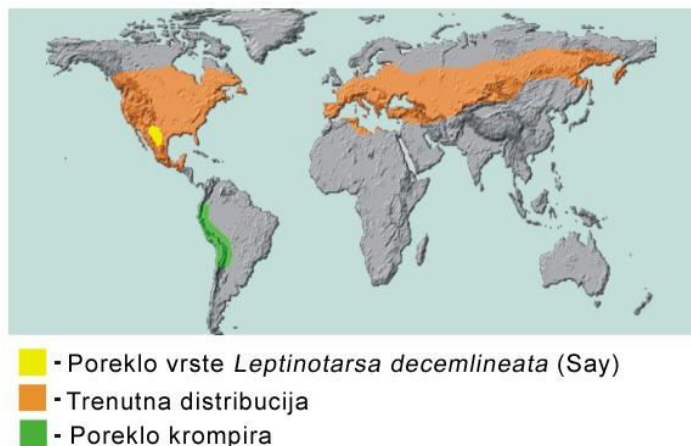 - Poreklo vrste Leptinotarsa decemlineata (Say)
- Trenutna distribucija
- Poreklo krompira